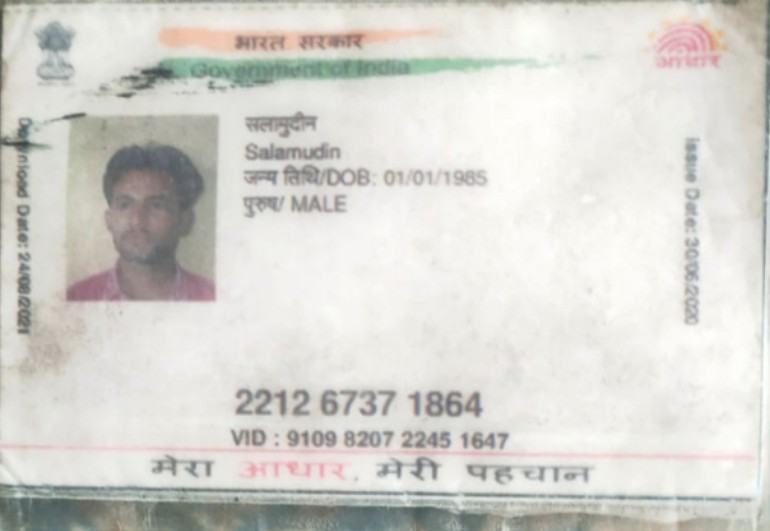 भारत सरकार
Government of India
आधार
सलामुदीन
Salamudin
जन्म तिथि/DOB: 01/01/1985
पुरुष/ MALE
Download Date: 24/08/2021
Issue Date: 30/06/2020
2212 6737 1864
VID : 9109 8207 2245 1647
मेरा आधार, मेरी पहचान